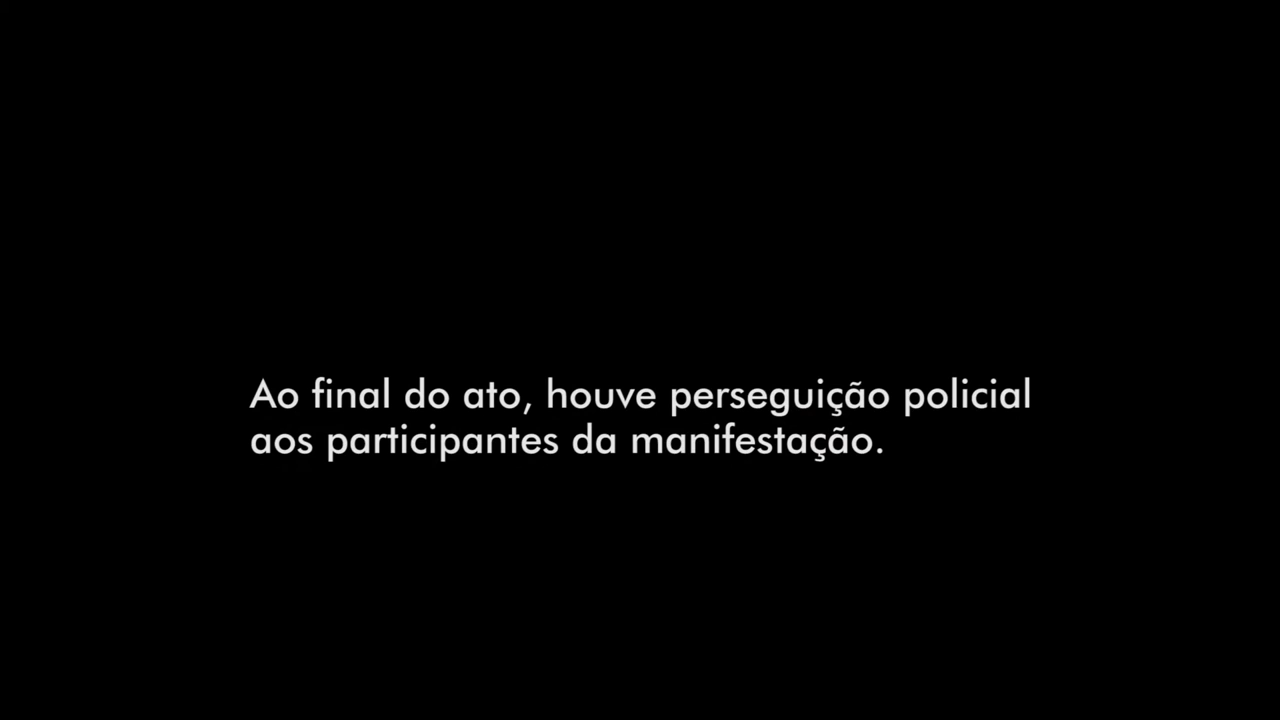 Ao final do ato, houve perseguição policial
aos participantes da manifestação.